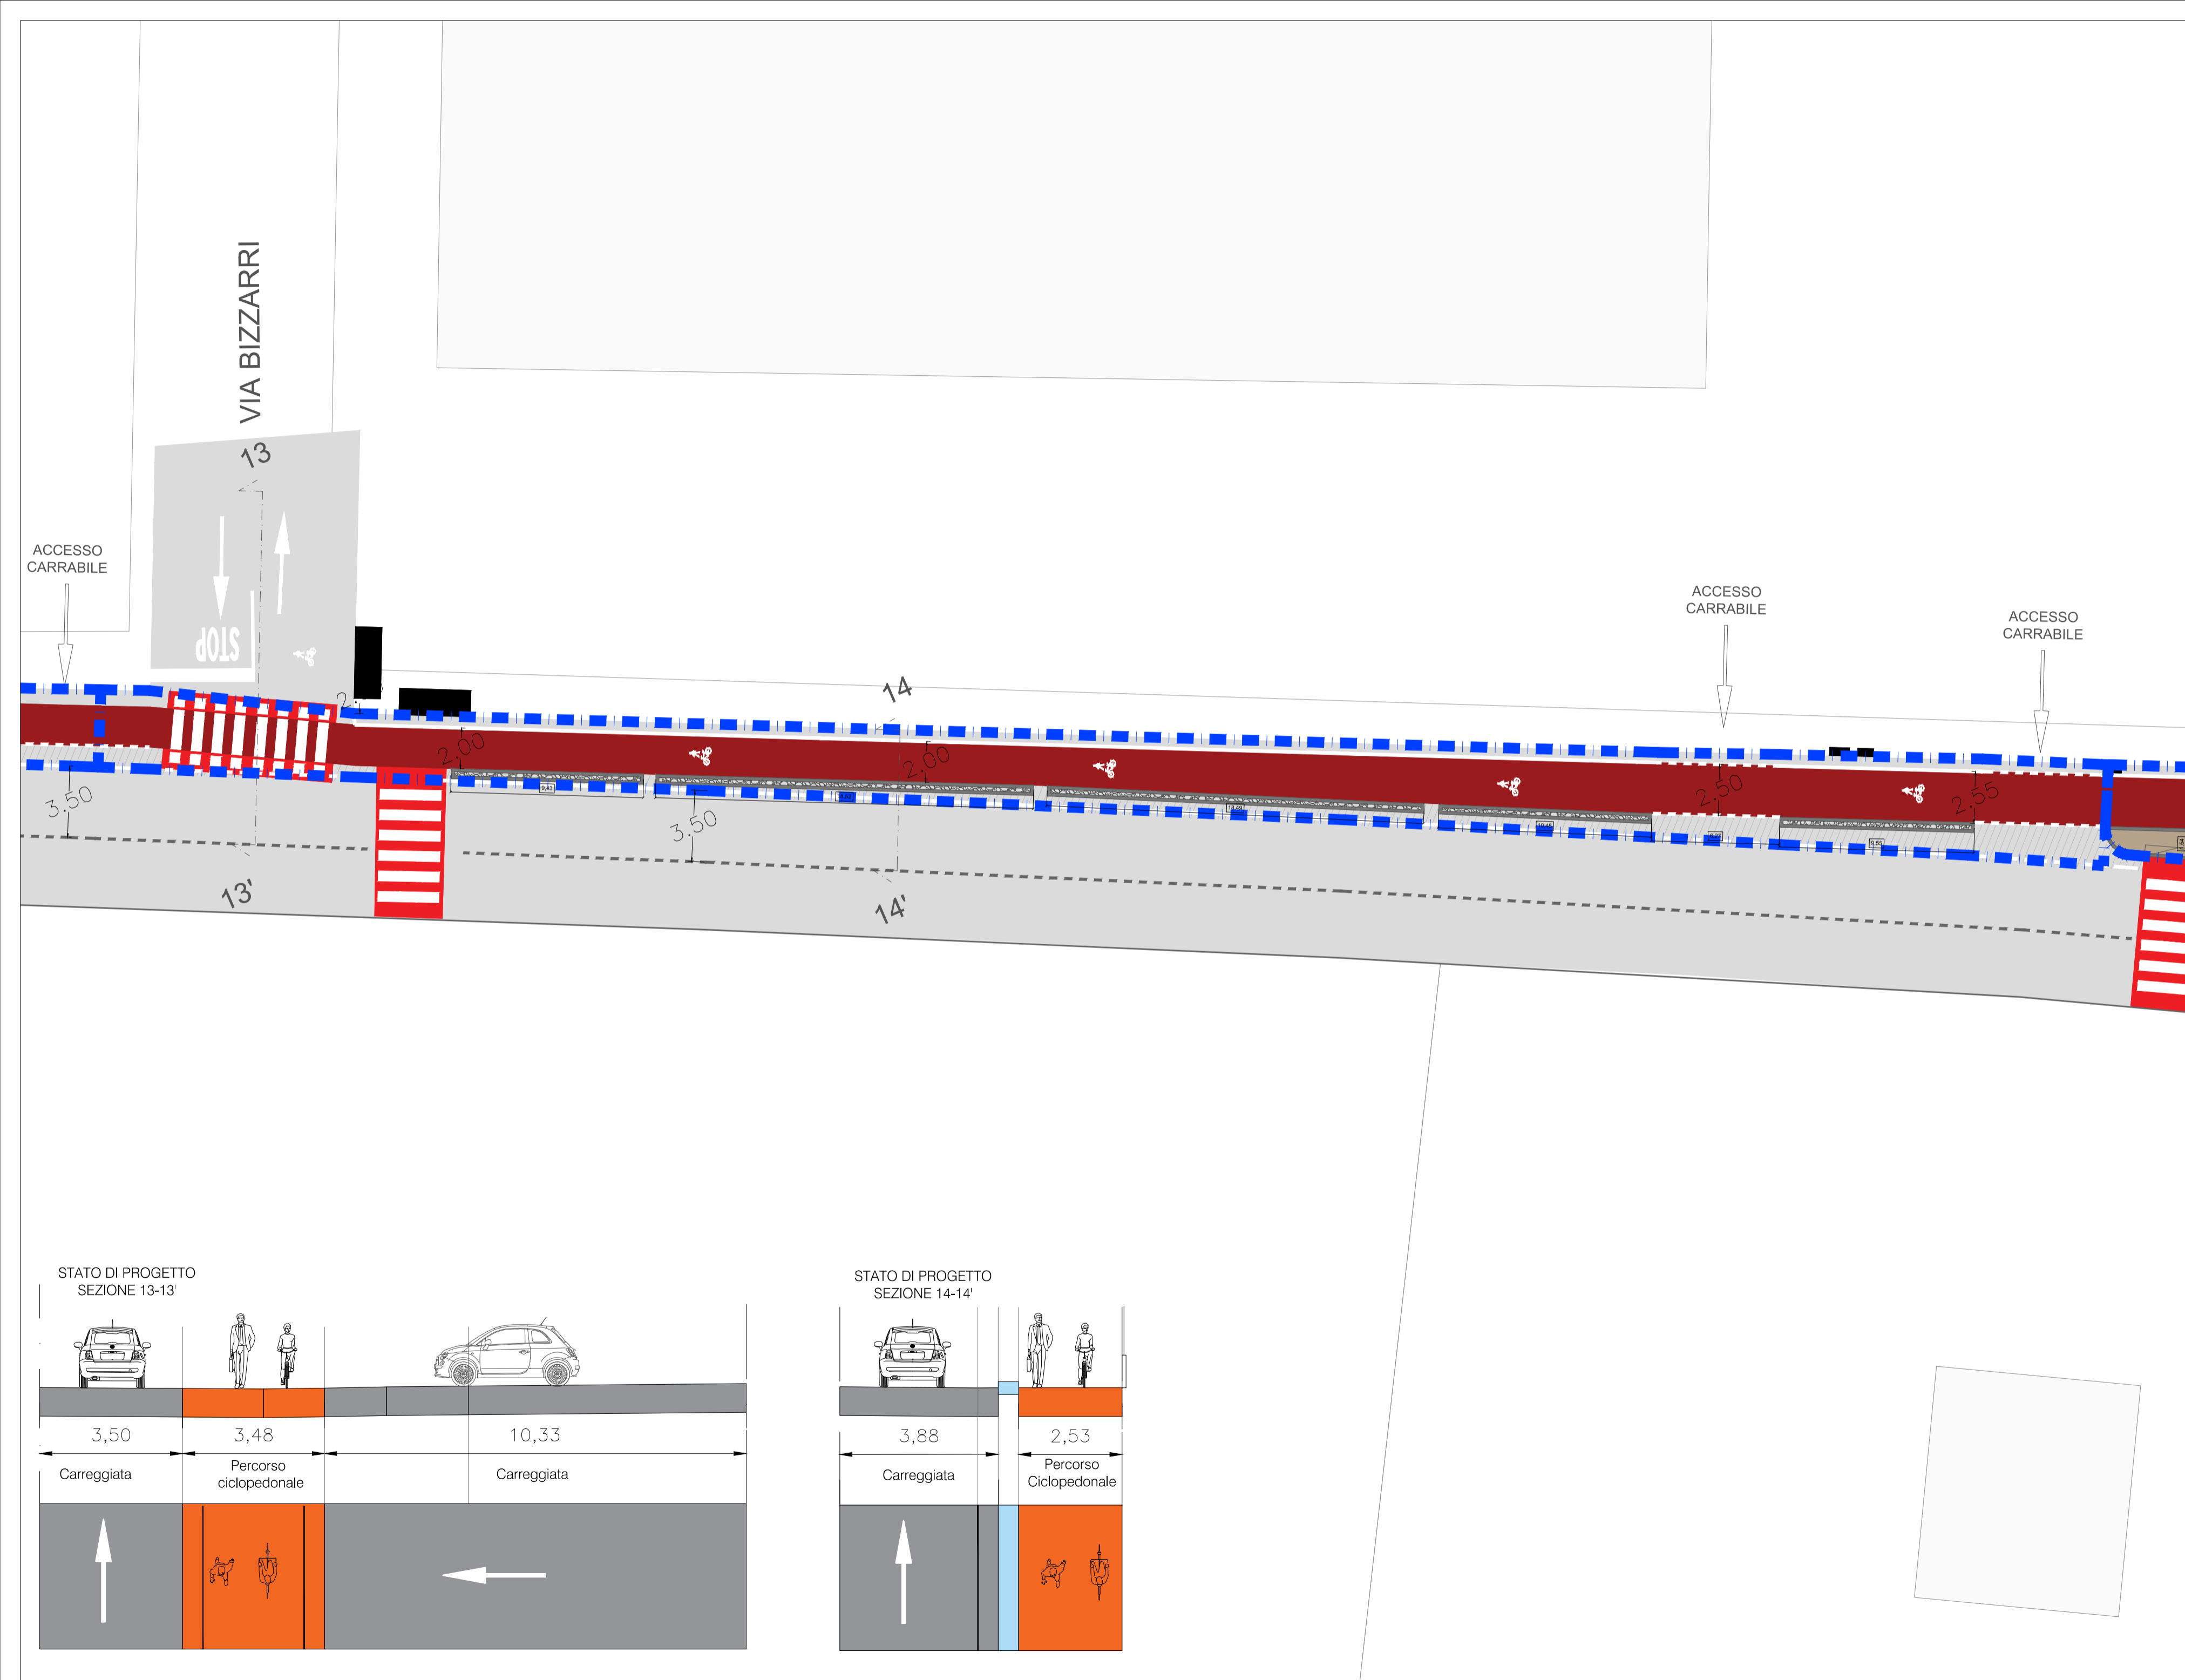 VIA BIZZARRI
13
ACCESSO
CARRABILE
STOP
ACCESSO
CARRABILE
ACCESSO
CARRABILE
14
2.00
2.00
2.50
2.55
3.50
3.50
9,43
13'
14'
STATO DI PROGETTO
SEZIONE 13-13'
3,50
3,48
10,33
Carreggiata
Percorso
ciclopedonale
Carreggiata
STATO DI PROGETTO
SEZIONE 14-14'
3,88
2,53
Carreggiata
Percorso
Ciclopedonale